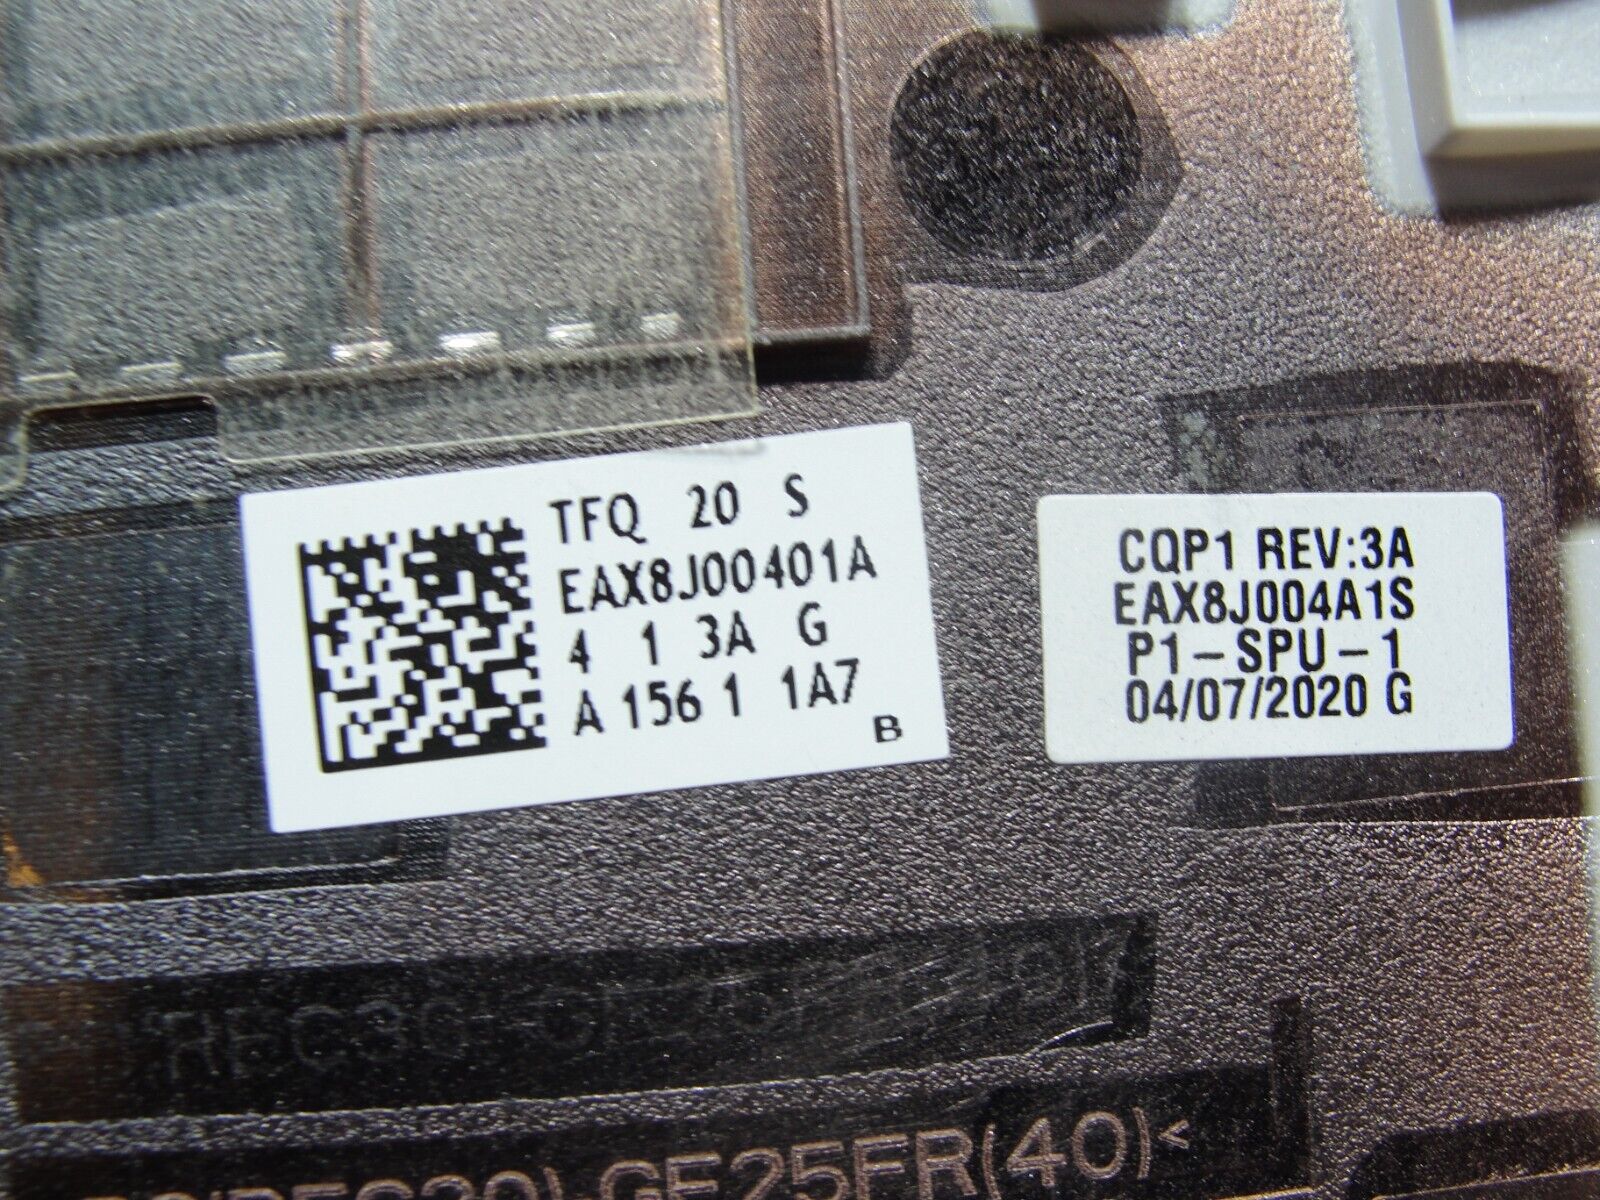 TFQ 20 S
EAX8J00401A
4 1 3A G
A 156 1 1A7
B
CQP1 REV:3A
EAX8J004A1S
P1-SPU-1
04/07/2020 G
GF25FR(40)<